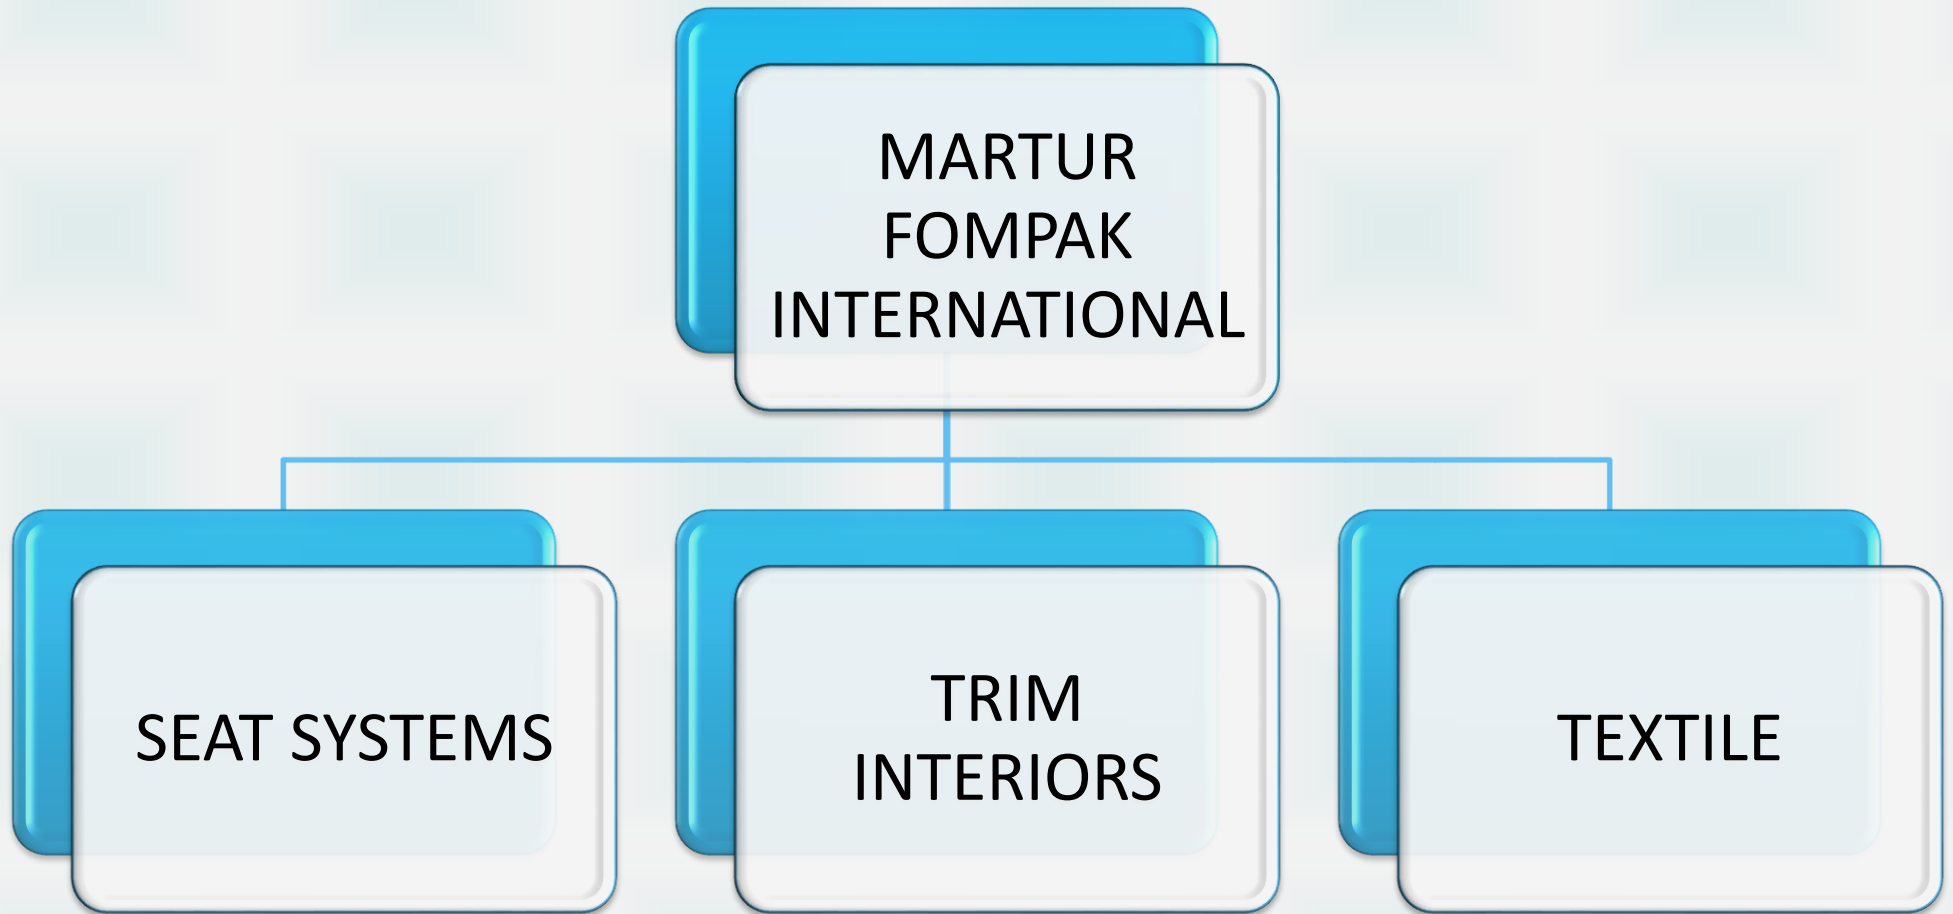 MARTUR
FOMPAK
INTERNATIONAL
SEAT SYSTEMS
TRIM
INTERIORS
TEXTILE